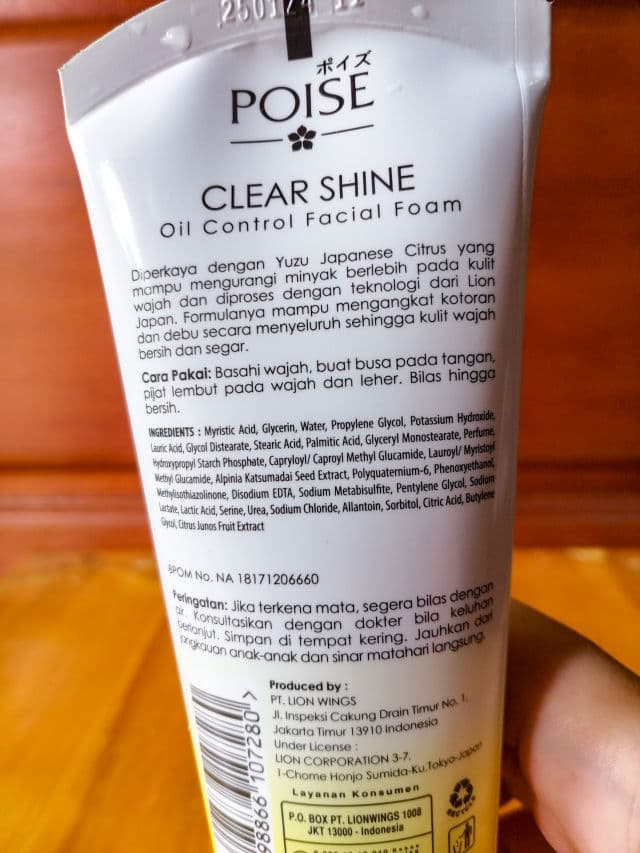 250124 12
ポイズ
POISE
CLEAR SHINE
Oil Control Facial Foam
Diperkaya dengan Yuzu Japanese Citrus yang
mampu mengurangi minyak berlebih pada kulit
wajah dan diproses dengan teknologi dari Lion
Japan. Formulanya mampu mengangkat kotoran
dan debu secara menyeluruh sehingga kulit wajah
bersih dan segar.
Cara Pakai: Basahi wajah, buat busa pada tangan,
pijat lembut pada wajah dan leher. Bilas hingga
bersih.
INGREDIENTS : Myristic Acid, Glycerin, Water, Propylene Glycol, Potassium Hydroxide,
Lauric Acid, Glycol Distearate, Stearic Acid, Palmitic Acid, Glyceryl Monostearate, Perfume,
Hydroxypropyl Starch Phosphate, Capryloyl/ Caproyl Methyl Glucamide, Lauroyl/ Myristoyl
Methyl Glucamide, Alpinia Katsumadai Seed Extract, Polyquaternium-6, Phenoxyethanol,
Methylisothiazolinone, Disodium EDTA, Sodium Metabisulfite, Pentylene Glycol, Sodium
Lactate, Lactic Acid, Serine, Urea, Sodium Chloride, Allantoin, Sorbitol, Citric Acid, Butylene
Glycol, Citrus Junos Fruit Extract
BPOM No. NA 18171206660
Peringatan: Jika terkena mata, segera bilas dengan
air. Konsultasikan dengan dokter bila keluhan
berlanjut. Simpan di tempat kering. Jauhkan dari
jangkauan anak-anak dan sinar matahari langsung.
Produced by :
PT. LION WINGS
Jl. Inspeksi Cakung Drain Timur No. 1,
Jakarta Timur 13910 Indonesia
Under License :
LION CORPORATION 3-7,
1-Chome Honjo Sumida-Ku,Tokyo-Japan
98866 107280 >
Layanan Konsumen
P.O. BOX PT. LIONWINGS 1008
JKT 13000 - Indonesia
RECYCLE